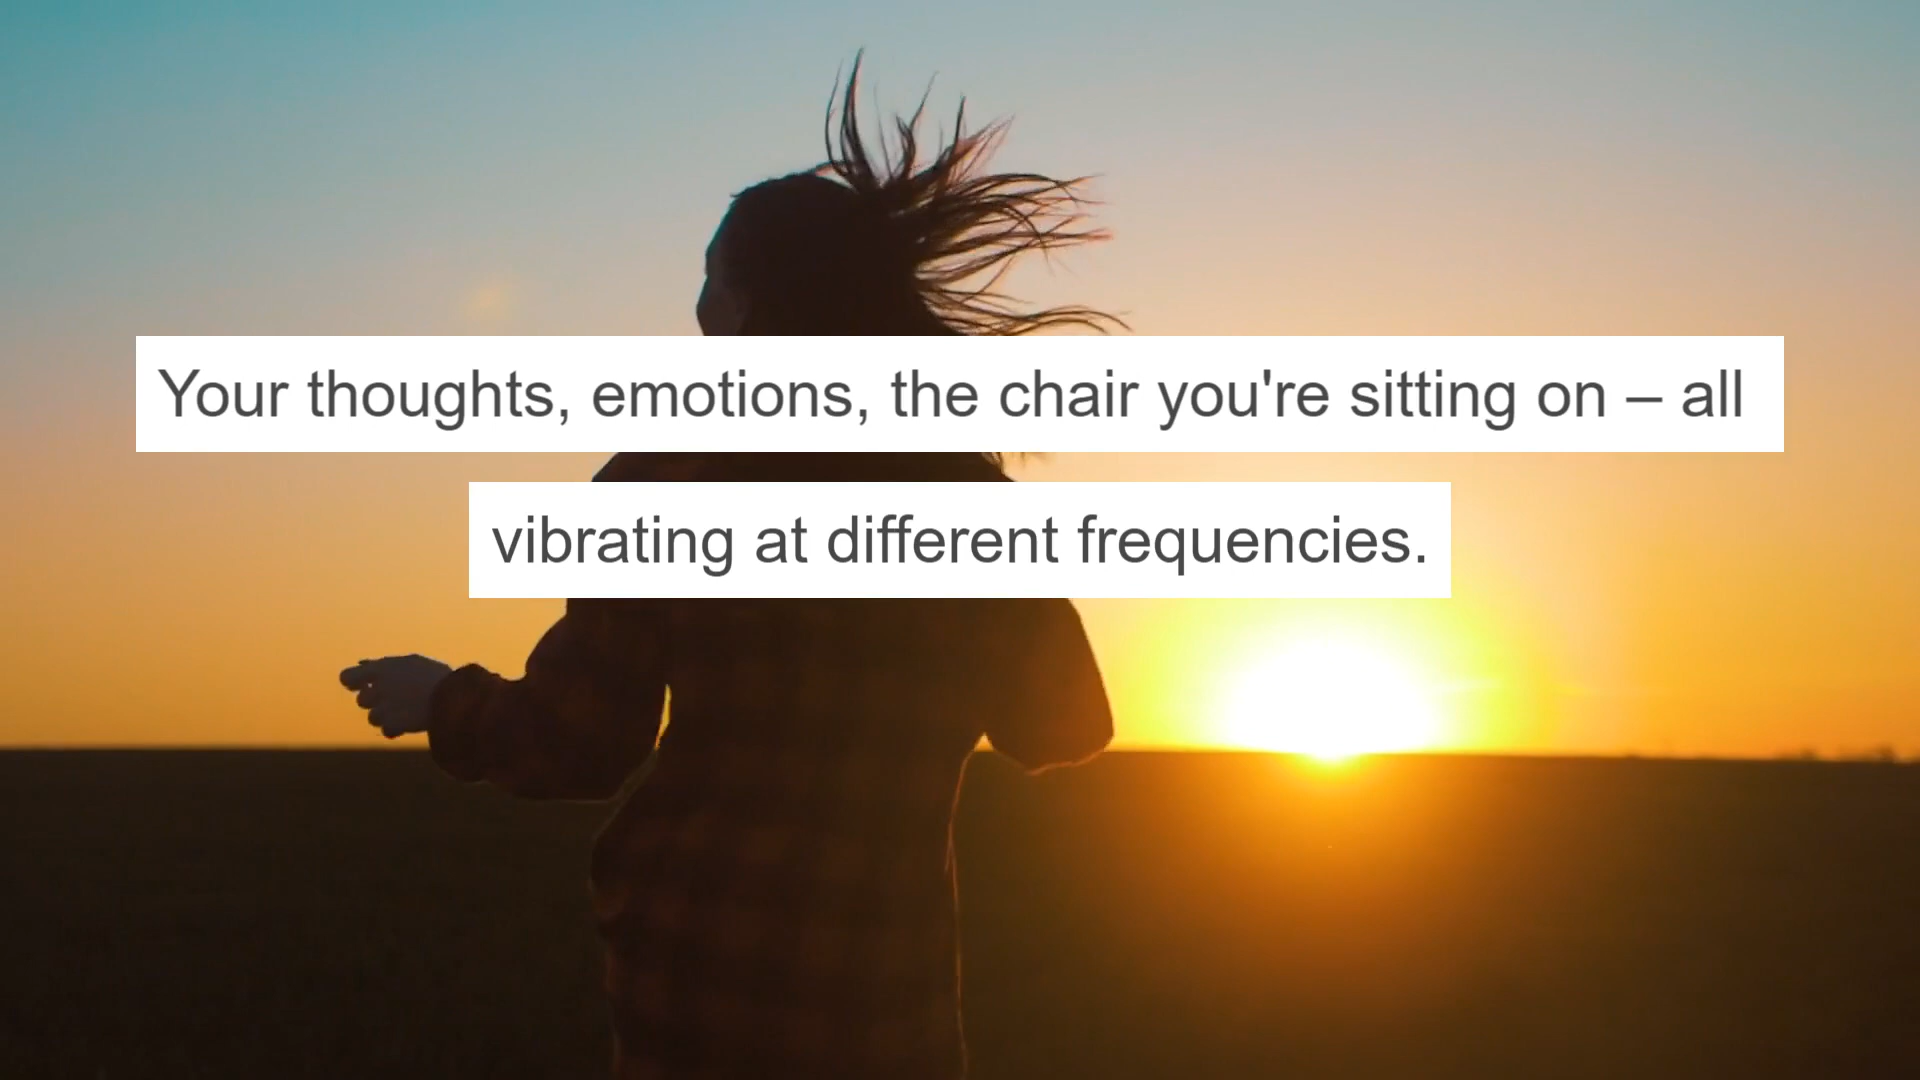 Your thoughts, emotions, the chair you're sitting on – all
vibrating at different frequencies.